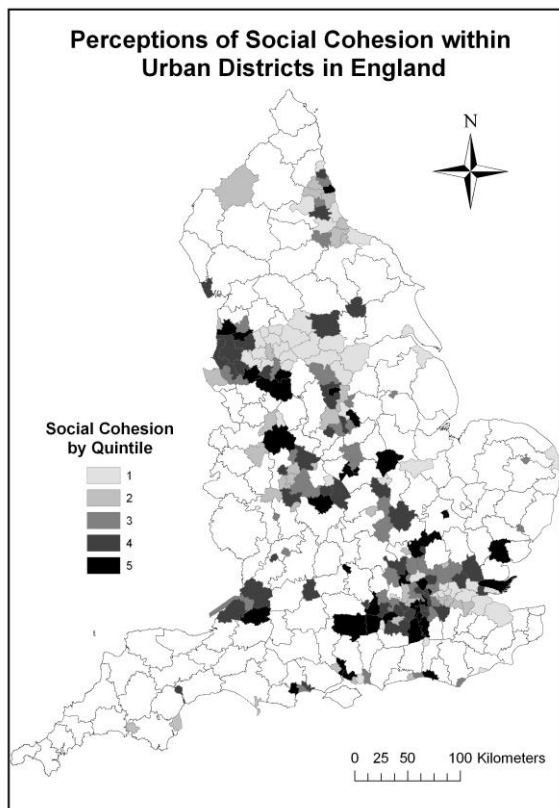 Perceptions of Social Cohesion within
Urban Districts in England
N
Social Cohesion
by Quintile
1
2
3
4
5
0 25 50 100 Kilometers